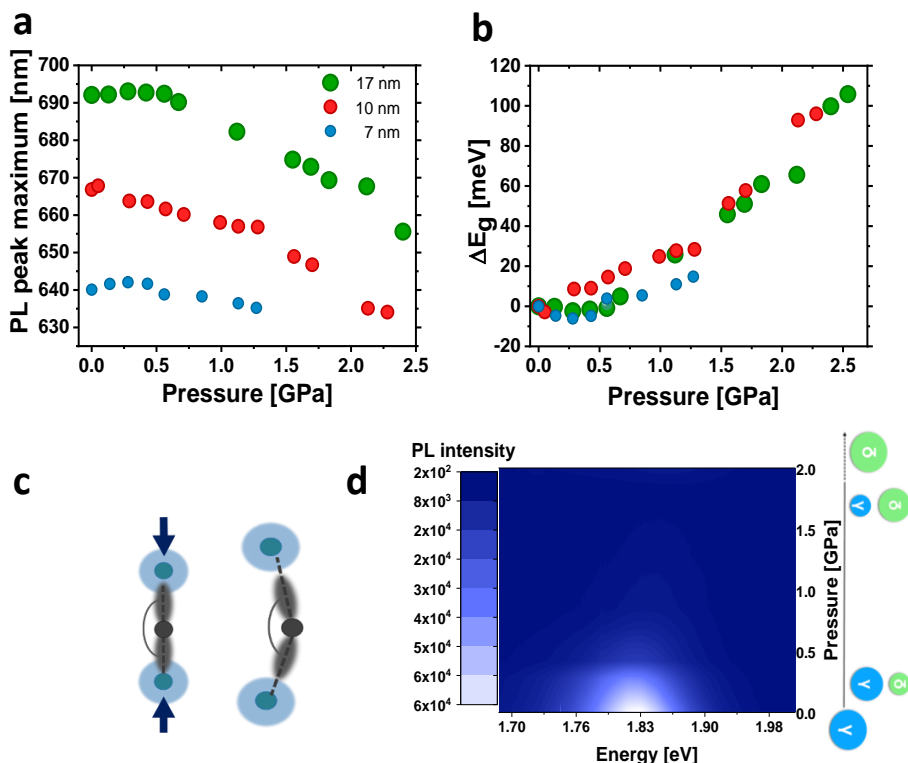 a
PL peak maximum [nm]
700
690
680
670
660
650
640
630
0.0 0.5 1.0 1.5 2.0 2.5
Pressure [GPa]
17 nm
10 nm
7 nm
b
ΔEg [meV]
120
100
80
60
40
20
0
-20
0.0 0.5 1.0 1.5 2.0 2.5
Pressure [GPa]
c
d
PL intensity
2x10²
8x10³
2x10⁴
2x10⁴
3x10⁴
4x10⁴
5x10⁴
6x10⁴
6x10⁴
2.0
1.5
1.0
0.5
0.0
Pressure [GPa]
1.70 1.76 1.83 1.90 1.98
Energy [eV]
δ
γ δ
γ δ
γ